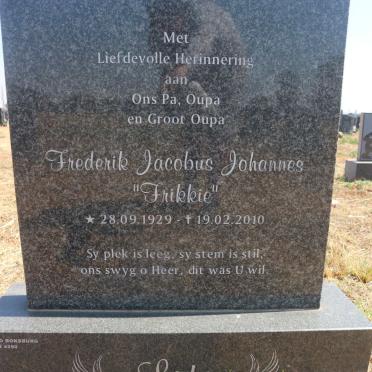 Met
Liefdevolle Herinnering
aan
Ons Pa, Oupa
en Groot Oupa
Frederik Jacobus Johannes
"Frikkie"
★ 28.09.1929 - ✝ 19.02.2010
Sy plek is leeg, sy stem is stil,
ons swyg o Heer, dit was U wil.
BOKSBURG